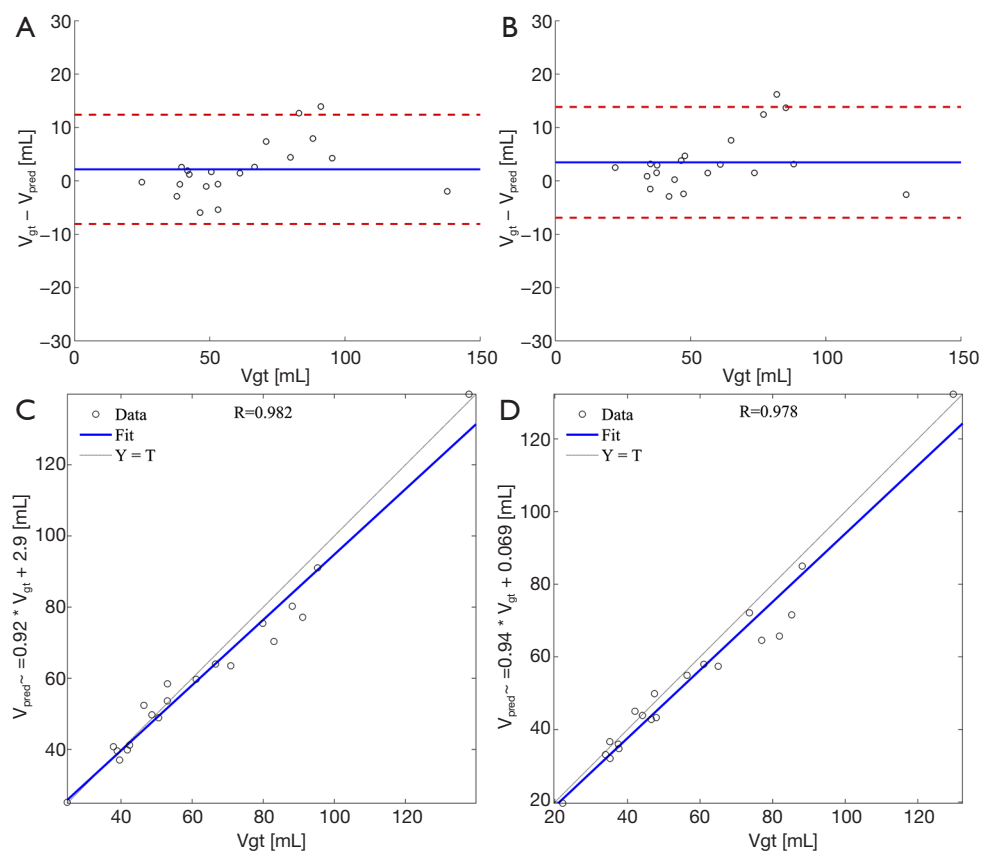 A
30
20
10
0
−10
−20
−30
V_gt − V_pred [mL]
0 50 100 150
Vgt [mL]
B
30
20
10
0
−10
−20
−30
V_gt − V_pred [mL]
0 50 100 150
Vgt [mL]
C
R=0.982
Data
Fit
Y = T
120
100
80
60
40
V_pred~ =0.92 * V_gt + 2.9 [mL]
40 60 80 100 120
Vgt [mL]
D
R=0.978
Data
Fit
Y = T
120
100
80
60
40
20
V_pred~ =0.94 * V_gt + 0.069 [mL]
20 40 60 80 100 120
Vgt [mL]